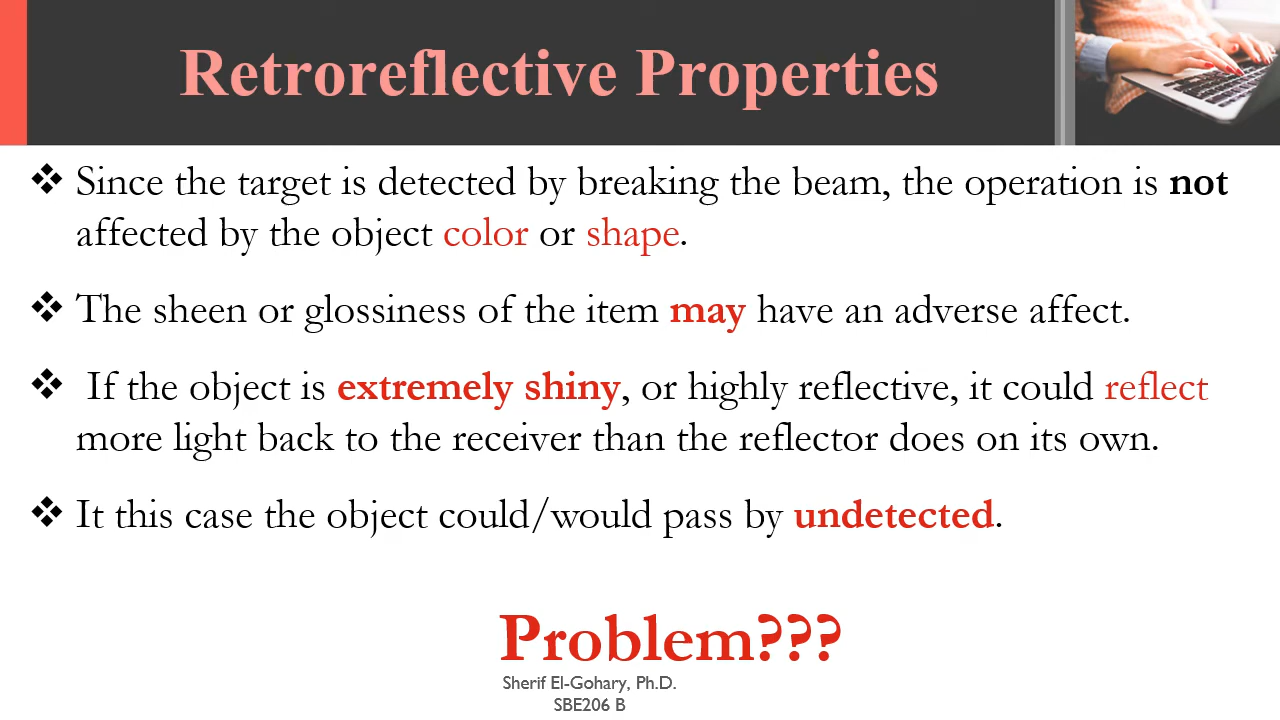 Retroreflective Properties
❖ Since the target is detected by breaking the beam, the operation is not
affected by the object color or shape.
❖ The sheen or glossiness of the item may have an adverse affect.
❖ If the object is extremely shiny, or highly reflective, it could reflect
more light back to the receiver than the reflector does on its own.
❖ It this case the object could/would pass by undetected.
Problem???
Sherif El-Gohary, Ph.D.
SBE206 B